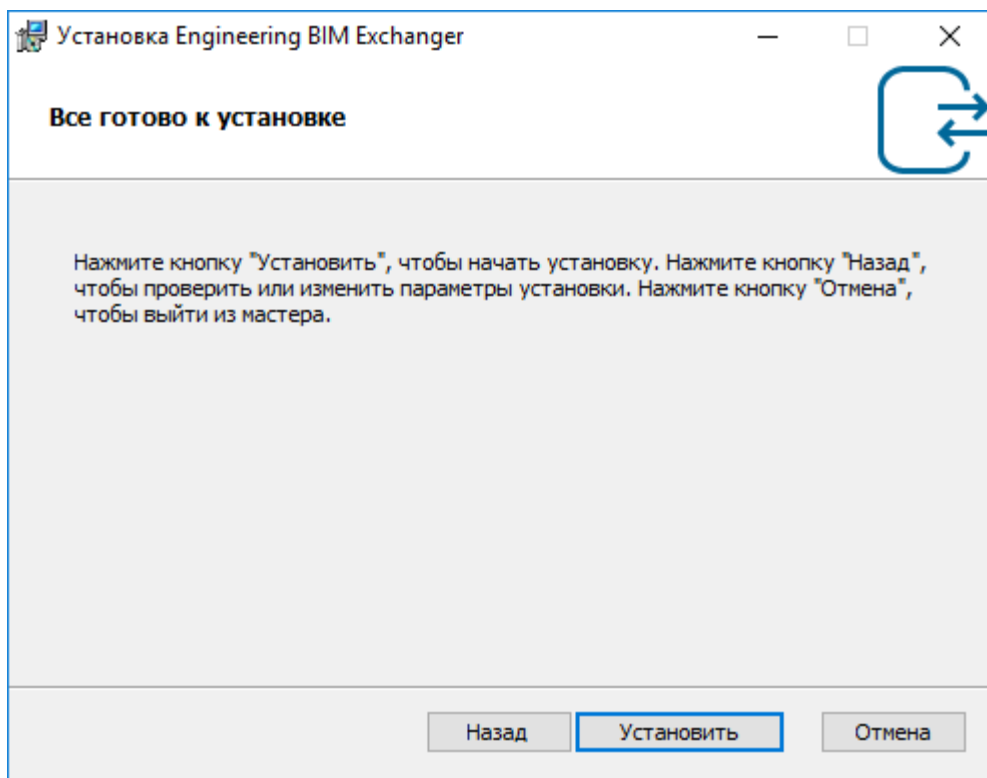 Установка Engineering BIM Exchanger
Все готово к установке
Нажмите кнопку "Установить", чтобы начать установку. Нажмите кнопку "Назад",
чтобы проверить или изменить параметры установки. Нажмите кнопку "Отмена",
чтобы выйти из мастера.
Назад
Установить
Отмена